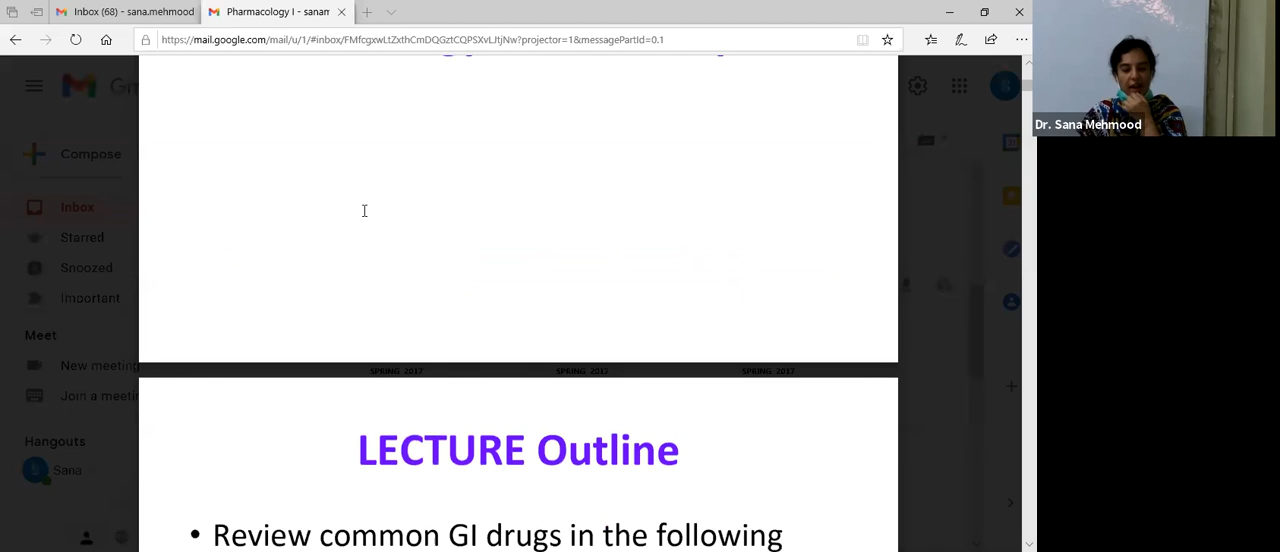 Inbox (68) - sana.mehmood
Pharmacology I - sanam
https://mail.google.com/mail/u/1/#inbox/FMfcgxwLtZxthCmDQGztCQPSXvLJtjNw?projector=1&messagePartId=0.1
Dr. Sana Mehmood
Compose
Inbox
Starred
Snoozed
Important
Meet
New meeting
Join a meeti
Hangouts
Sana
SPRING 2017 SPRING 2017 SPRING 2017
LECTURE Outline
• Review common GI drugs in the following